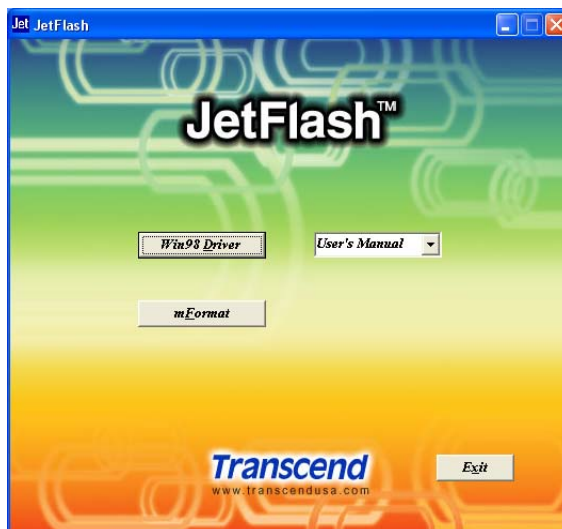 Jet JetFlash
JetFlash™
Win98 Driver
User's Manual
mFormat
Transcend
www.transcendusa.com
Exit